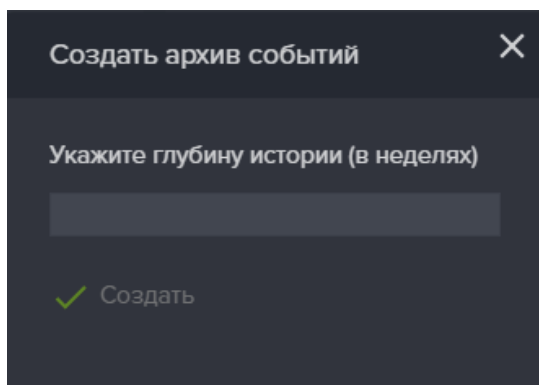 Создать архив событий
Укажите глубину истории (в неделях)
Создать